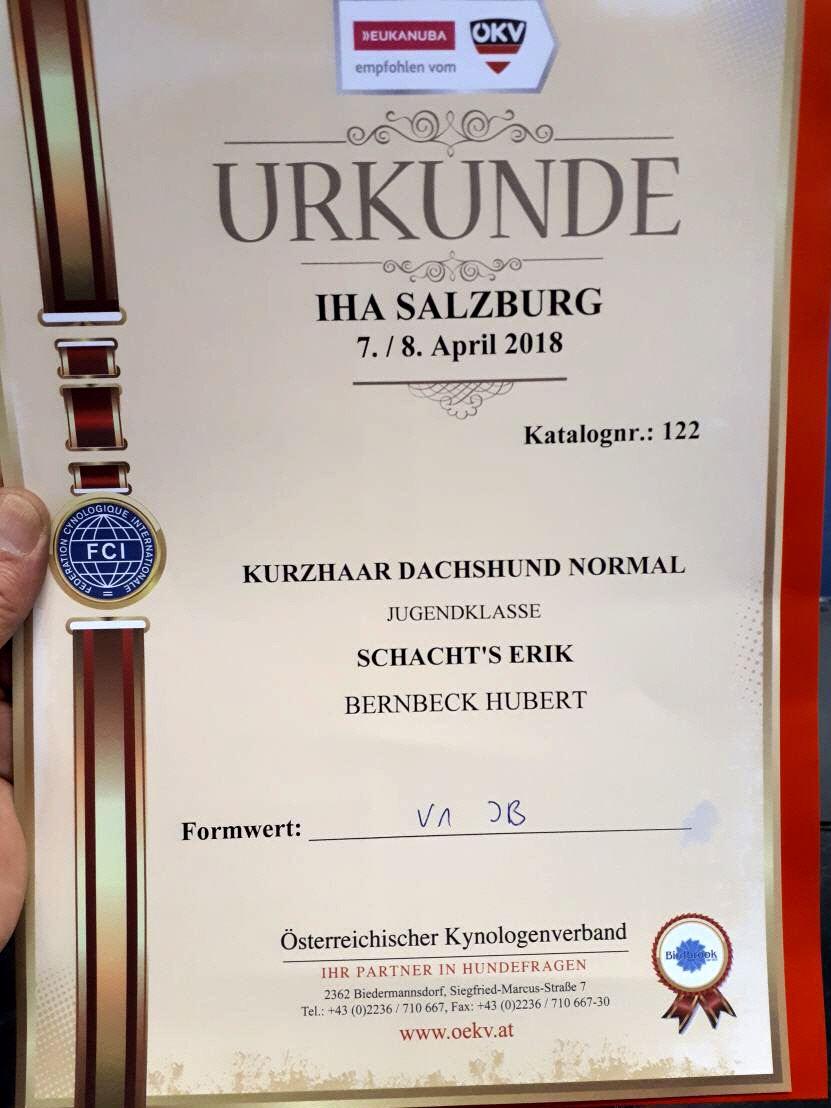 »EUKANUBA
ÖKV
empfohlen vom
URKUNDE
IHA SALZBURG
7. / 8. April 2018
Katalognr.: 122
FEDERATION CYNOLOGIQUE INTERNATIONALE
FCI
KURZHAAR DACHSHUND NORMAL
JUGENDKLASSE
SCHACHT'S ERIK
BERNBECK HUBERT
Formwert: V1 JB
Österreichischer Kynologenverband
IHR PARTNER IN HUNDEFRAGEN
2362 Biedermannsdorf, Siegfried-Marcus-Straße 7
Tel.: +43 (0)2236 / 710 667, Fax: +43 (0)2236 / 710 667-30
www.oekv.at